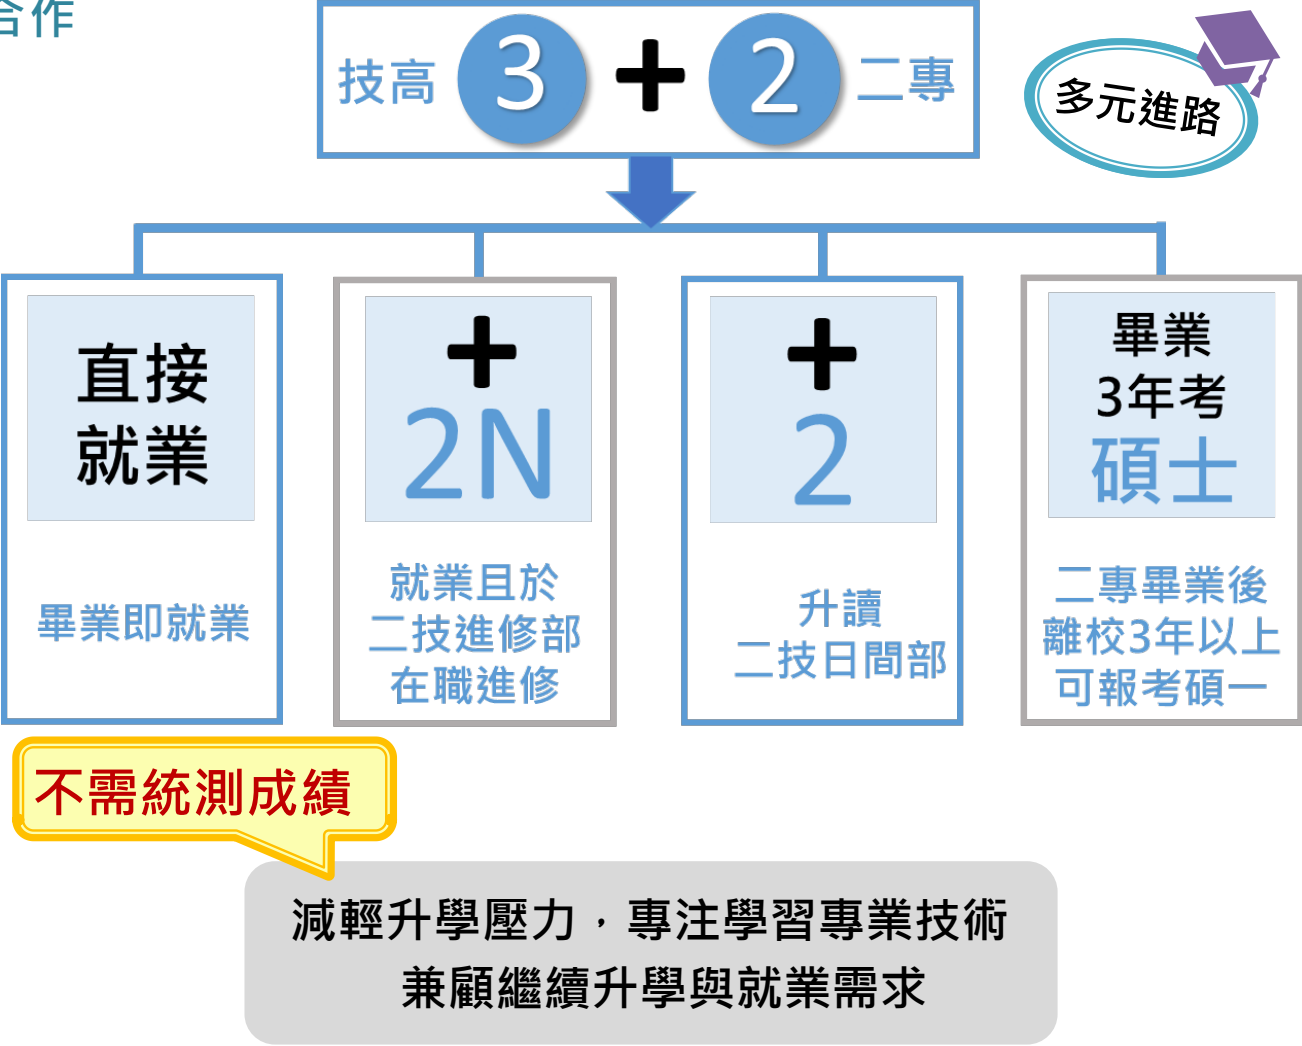 合作
技高 3 + 2 二專
多元進路
直接
就業
畢業即就業
+
2N
就業且於
二技進修部
在職進修
+
2
升讀
二技日間部
畢業
3年考
碩士
二專畢業後
離校3年以上
可報考碩一
不需統測成績
減輕升學壓力，專注學習專業技術
兼顧繼續升學與就業需求